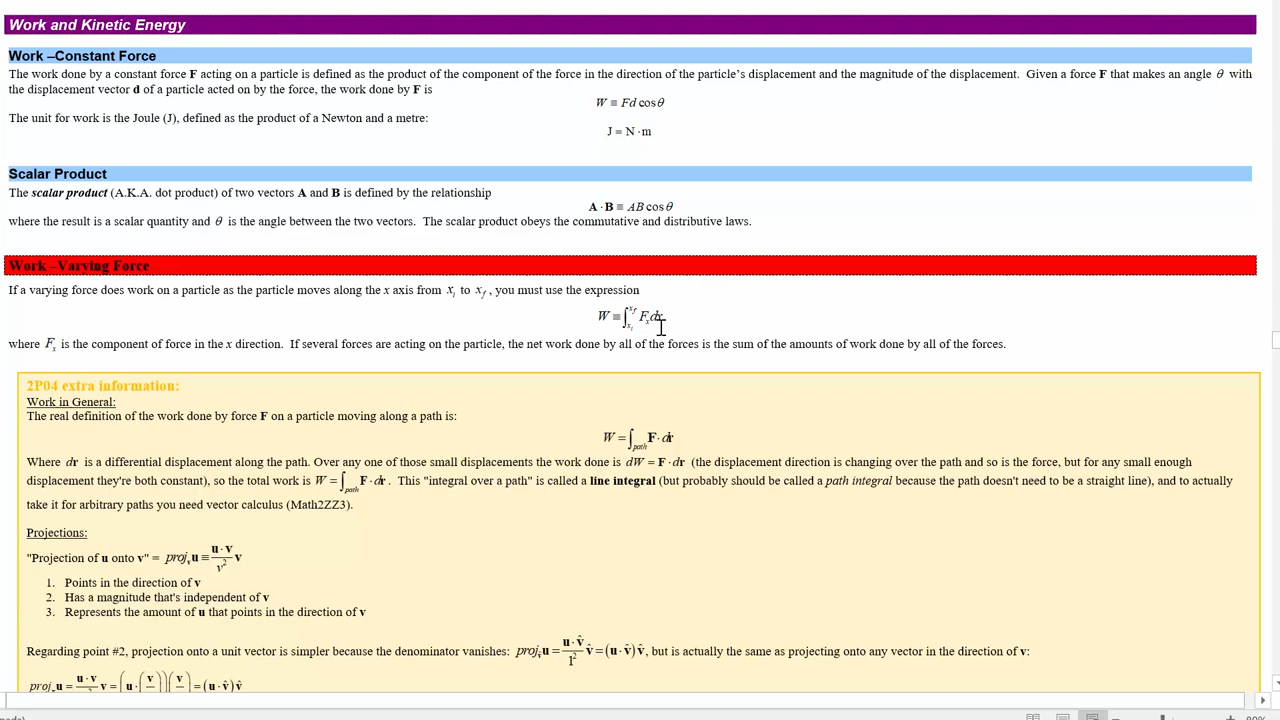 Work and Kinetic Energy
Work –Constant Force
The work done by a constant force F acting on a particle is defined as the product of the component of the force in the direction of the particle's displacement and the magnitude of the displacement. Given a force F that makes an angle θ with
the displacement vector d of a particle acted on by the force, the work done by F is
W ≡ Fd cosθ
The unit for work is the Joule (J), defined as the product of a Newton and a metre:
J = N·m
Scalar Product
The scalar product (A.K.A. dot product) of two vectors A and B is defined by the relationship
A·B ≡ AB cosθ
where the result is a scalar quantity and θ is the angle between the two vectors. The scalar product obeys the commutative and distributive laws.
Work –Varying Force
If a varying force does work on a particle as the particle moves along the x axis from x_i to x_f, you must use the expression
W ≡ ∫_{x_i}^{x_f} F_x dx
where F_x is the component of force in the x direction. If several forces are acting on the particle, the net work done by all of the forces is the sum of the amounts of work done by all of the forces.
2P04 extra information:
Work in General:
The real definition of the work done by force F on a particle moving along a path is:
W = ∫_path F·dr
Where dr is a differential displacement along the path. Over any one of those small displacements the work done is dW = F·dr (the displacement direction is changing over the path and so is the force, but for any small enough
displacement they're both constant), so the total work is W = ∫_path F·dr. This "integral over a path" is called a line integral (but probably should be called a path integral because the path doesn't need to be a straight line), and to actually
take it for arbitrary paths you need vector calculus (Math2ZZ3).
Projections:
"Projection of u onto v" = proj_v u ≡ (u·v / v²) v
1. Points in the direction of v
2. Has a magnitude that's independent of v
3. Represents the amount of u that points in the direction of v
Regarding point #2, projection onto a unit vector is simpler because the denominator vanishes: proj_v̂ u = (u·v̂ / 1²) v̂ = (u·v̂) v̂, but is actually the same as projecting onto any vector in the direction of v:
80%